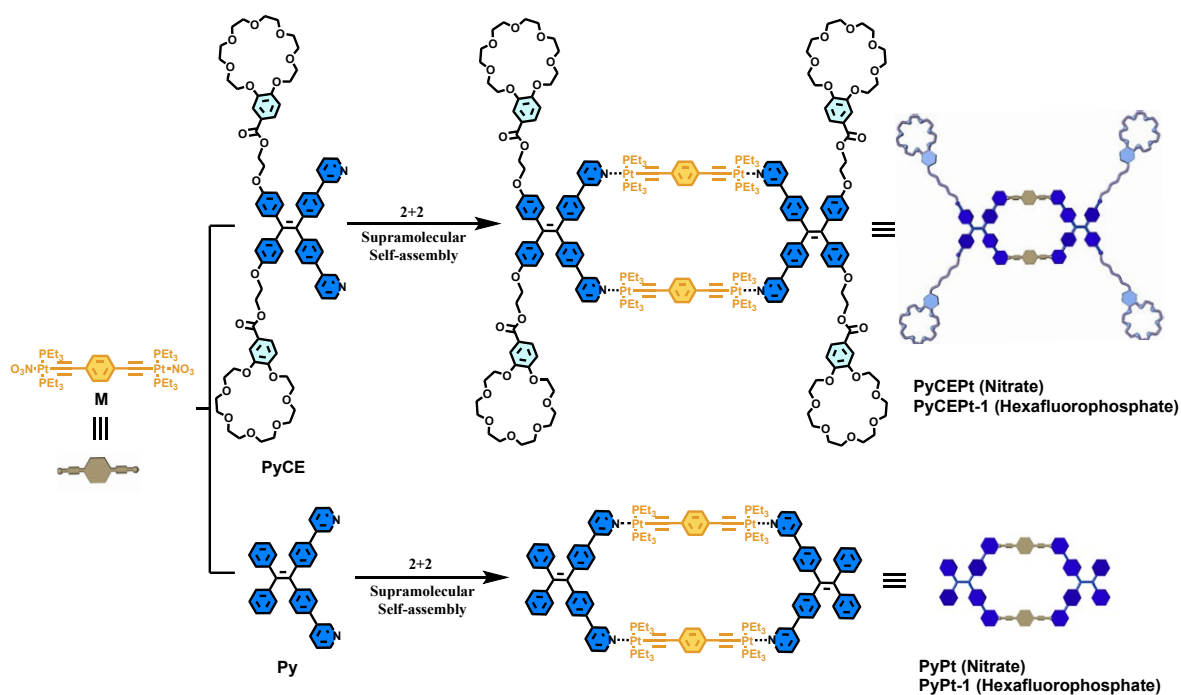 O O O O O O O O
O
O
O
N
N
O
O
O
O O O O O O O O
PyCE
2+2
Supramolecular
Self-assembly
O O O O O O O O
O
O
O
O O O O O O O O
O
O
O
PEt3 PEt3
N Pt Pt N
PEt3 PEt3
PEt3 PEt3
N Pt Pt N
PEt3 PEt3
O
O
O
O O O O O O O O
O
O
O
O O O O O O O O
PyCEPt (Nitrate)
PyCEPt-1 (Hexafluorophosphate)
PEt3 PEt3
O3N Pt Pt NO3
PEt3 PEt3
M
N
N
Py
2+2
Supramolecular
Self-assembly
PEt3 PEt3
N Pt Pt N
PEt3 PEt3
PEt3 PEt3
N Pt Pt N
PEt3 PEt3
PyPt (Nitrate)
PyPt-1 (Hexafluorophosphate)